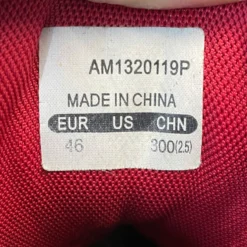 AM1320119P
MADE IN CHINA
EUR US CHN
46 300(2.5)